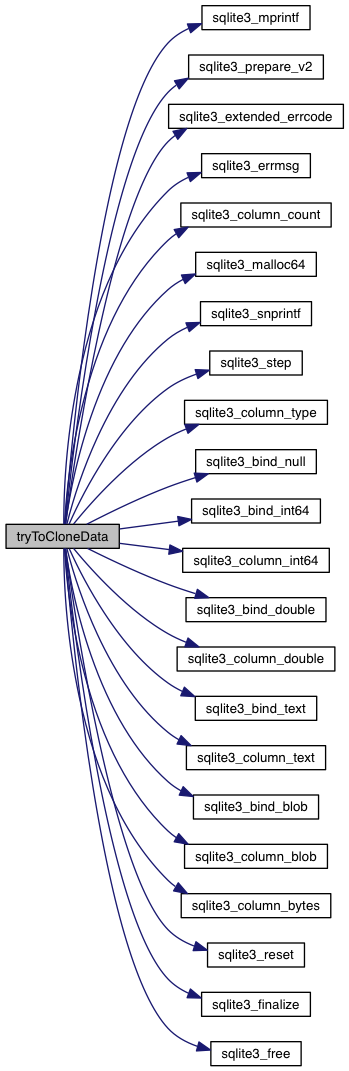 sqlite3_mprintf
sqlite3_prepare_v2
sqlite3_extended_errcode
sqlite3_errmsg
sqlite3_column_count
sqlite3_malloc64
sqlite3_snprintf
sqlite3_step
sqlite3_column_type
sqlite3_bind_null
sqlite3_bind_int64
tryToCloneData
sqlite3_column_int64
sqlite3_bind_double
sqlite3_column_double
sqlite3_bind_text
sqlite3_column_text
sqlite3_bind_blob
sqlite3_column_blob
sqlite3_column_bytes
sqlite3_reset
sqlite3_finalize
sqlite3_free